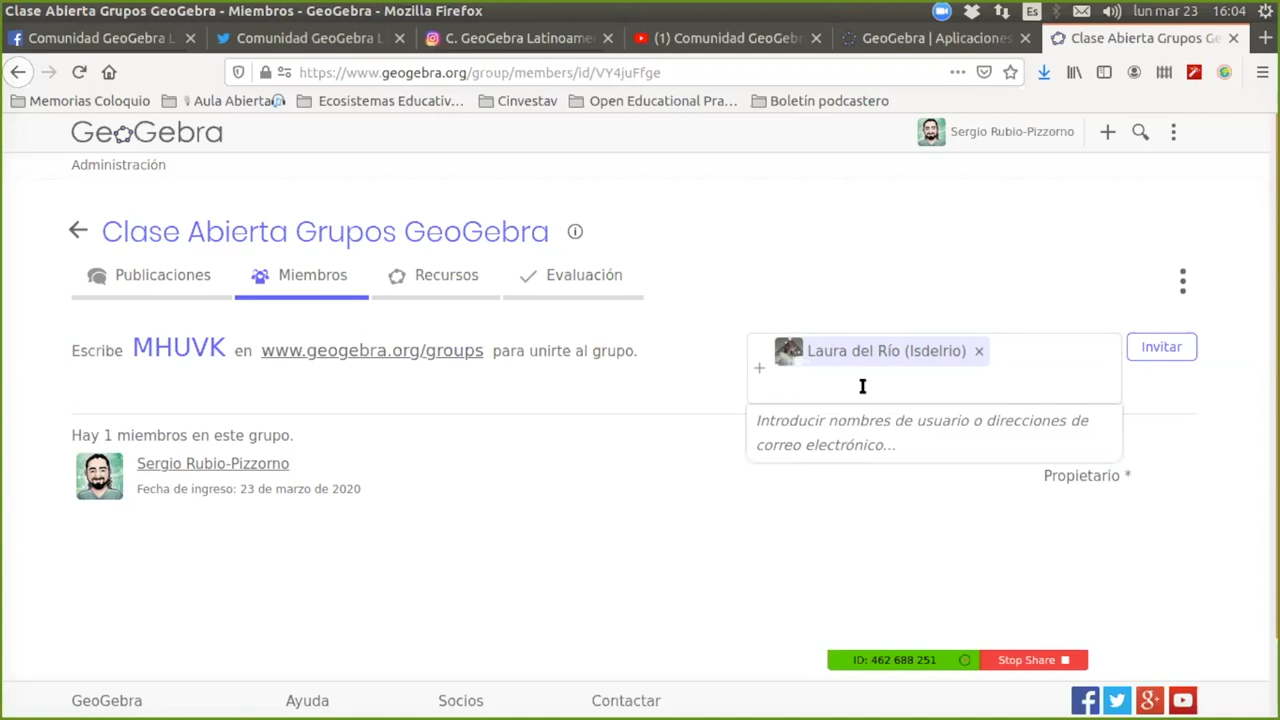 Clase Abierta Grupos GeoGebra - Miembros - GeoGebra - Mozilla Firefox
Es
lun mar 23 16:04
Comunidad GeoGebra L
Comunidad GeoGebra L
C. GeoGebra Latinoame
(1) Comunidad GeoGeb
GeoGebra | Aplicacione
Clase Abierta Grupos Ge
https://www.geogebra.org/group/members/id/VY4juFfge
Memorias Coloquio
Aula Abierta
Ecosistemas Educativ...
Cinvestav
Open Educational Pra...
Boletín podcastero
GeoGebra
Sergio Rubio-Pizzorno
Administración
Clase Abierta Grupos GeoGebra
Publicaciones
Miembros
Recursos
Evaluación
Escribe MHUVK en www.geogebra.org/groups para unirte al grupo.
Laura del Río (lsdelrio) ×
Invitar
Introducir nombres de usuario o direcciones de
correo electrónico...
Hay 1 miembros en este grupo.
Sergio Rubio-Pizzorno
Fecha de ingreso: 23 de marzo de 2020
Propietario *
ID: 462 688 251
Stop Share
GeoGebra
Ayuda
Socios
Contactar